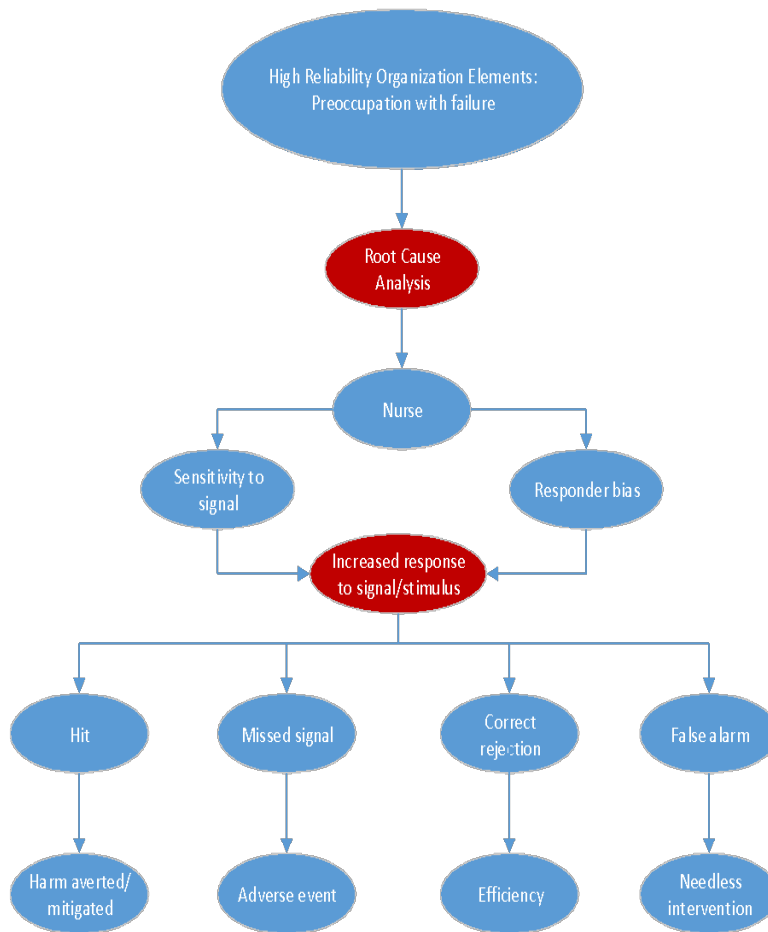 High Reliability Organization Elements:
Preoccupation with failure
Root Cause
Analysis
Nurse
Sensitivity to
signal
Responder bias
Increased response
to signal/stimulus
Hit
Missed signal
Correct
rejection
False alarm
Harm averted/
mitigated
Adverse event
Efficiency
Needless
intervention